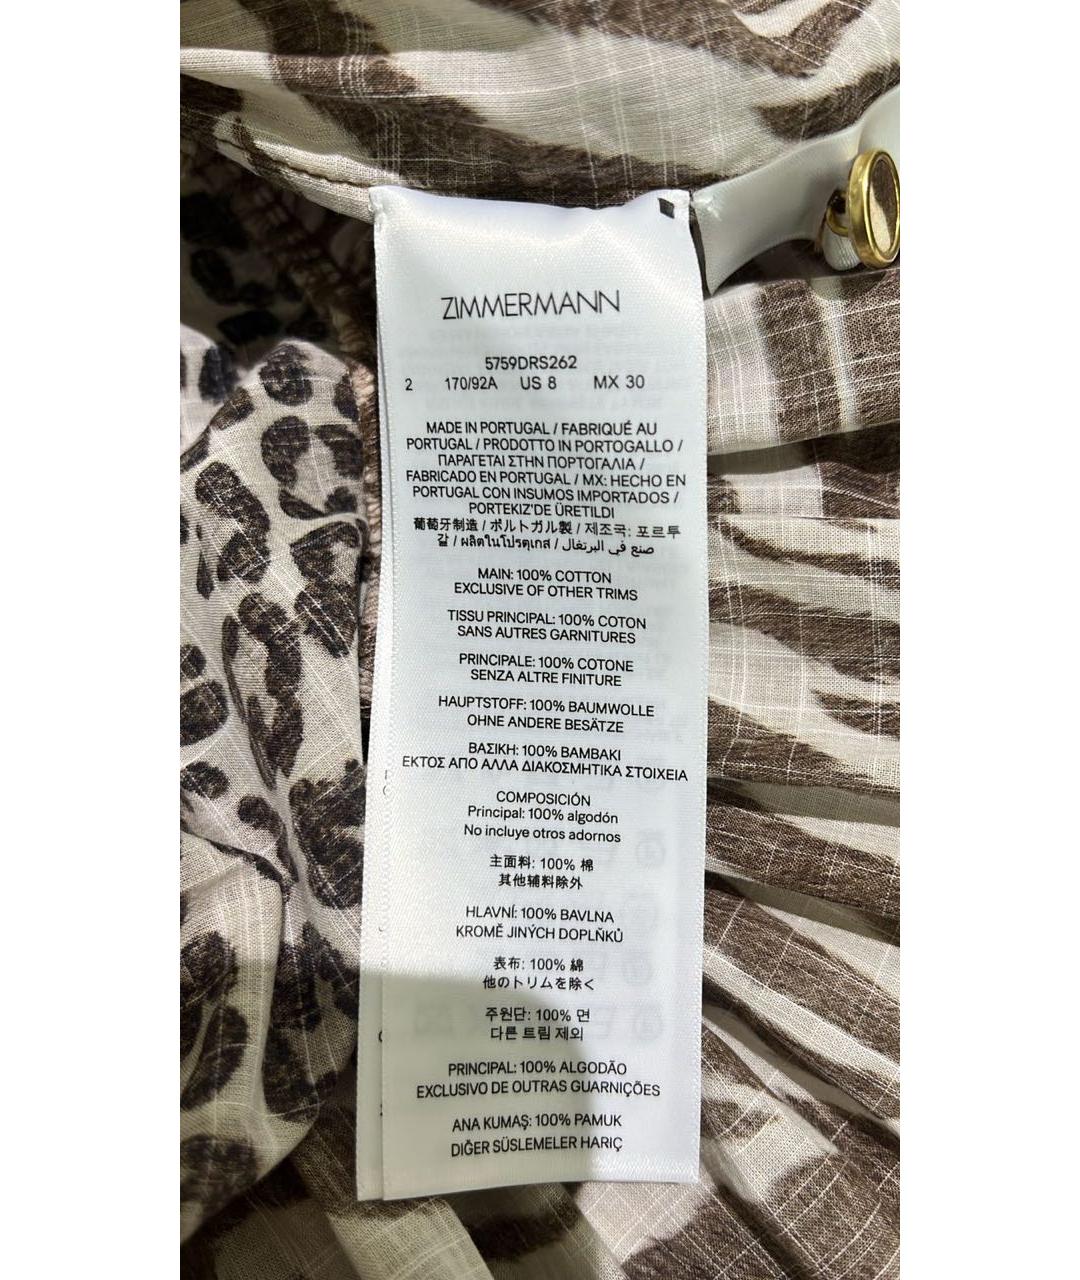 ZIMMERMANN
5759DRS262
2 170/92A US 8 MX 30
MADE IN PORTUGAL / FABRIQUÉ AU
PORTUGAL / PRODOTTO IN PORTOGALLO /
ΠΑΡΑΓΕΤΑΙ ΣΤΗΝ ΠΟΡΤΟΓΑΛΙΑ /
FABRICADO EN PORTUGAL / MX: HECHO EN
PORTUGAL CON INSUMOS IMPORTADOS /
PORTEKIZ'DE ÜRETILDI
葡萄牙制造 / ポルトガル製 / 제조국: 포르투
갈 / ผลิตในโปรตุเกส / صنع في البرتغال
MAIN: 100% COTTON
EXCLUSIVE OF OTHER TRIMS
TISSU PRINCIPAL: 100% COTON
SANS AUTRES GARNITURES
PRINCIPALE: 100% COTONE
SENZA ALTRE FINITURE
HAUPTSTOFF: 100% BAUMWOLLE
OHNE ANDERE BESÄTZE
ΒΑΣΙΚΗ: 100% ΒΑΜΒΑΚΙ
ΕΚΤΟΣ ΑΠΟ ΑΛΛΑ ΔΙΑΚΟΣΜΗΤΙΚΑ ΣΤΟΙΧΕΙΑ
COMPOSICIÓN
Principal: 100% algodón
No incluye otros adornos
主面料: 100% 棉
其他辅料除外
HLAVNÍ: 100% BAVLNA
KROMĚ JINÝCH DOPLŇKŮ
表布: 100% 綿
他のトリムを除く
주원단: 100% 면
다른 트림 제외
PRINCIPAL: 100% ALGODÃO
EXCLUSIVO DE OUTRAS GUARNIÇÕES
ANA KUMAŞ: 100% PAMUK
DIĞER SÜSLEMELER HARIÇ